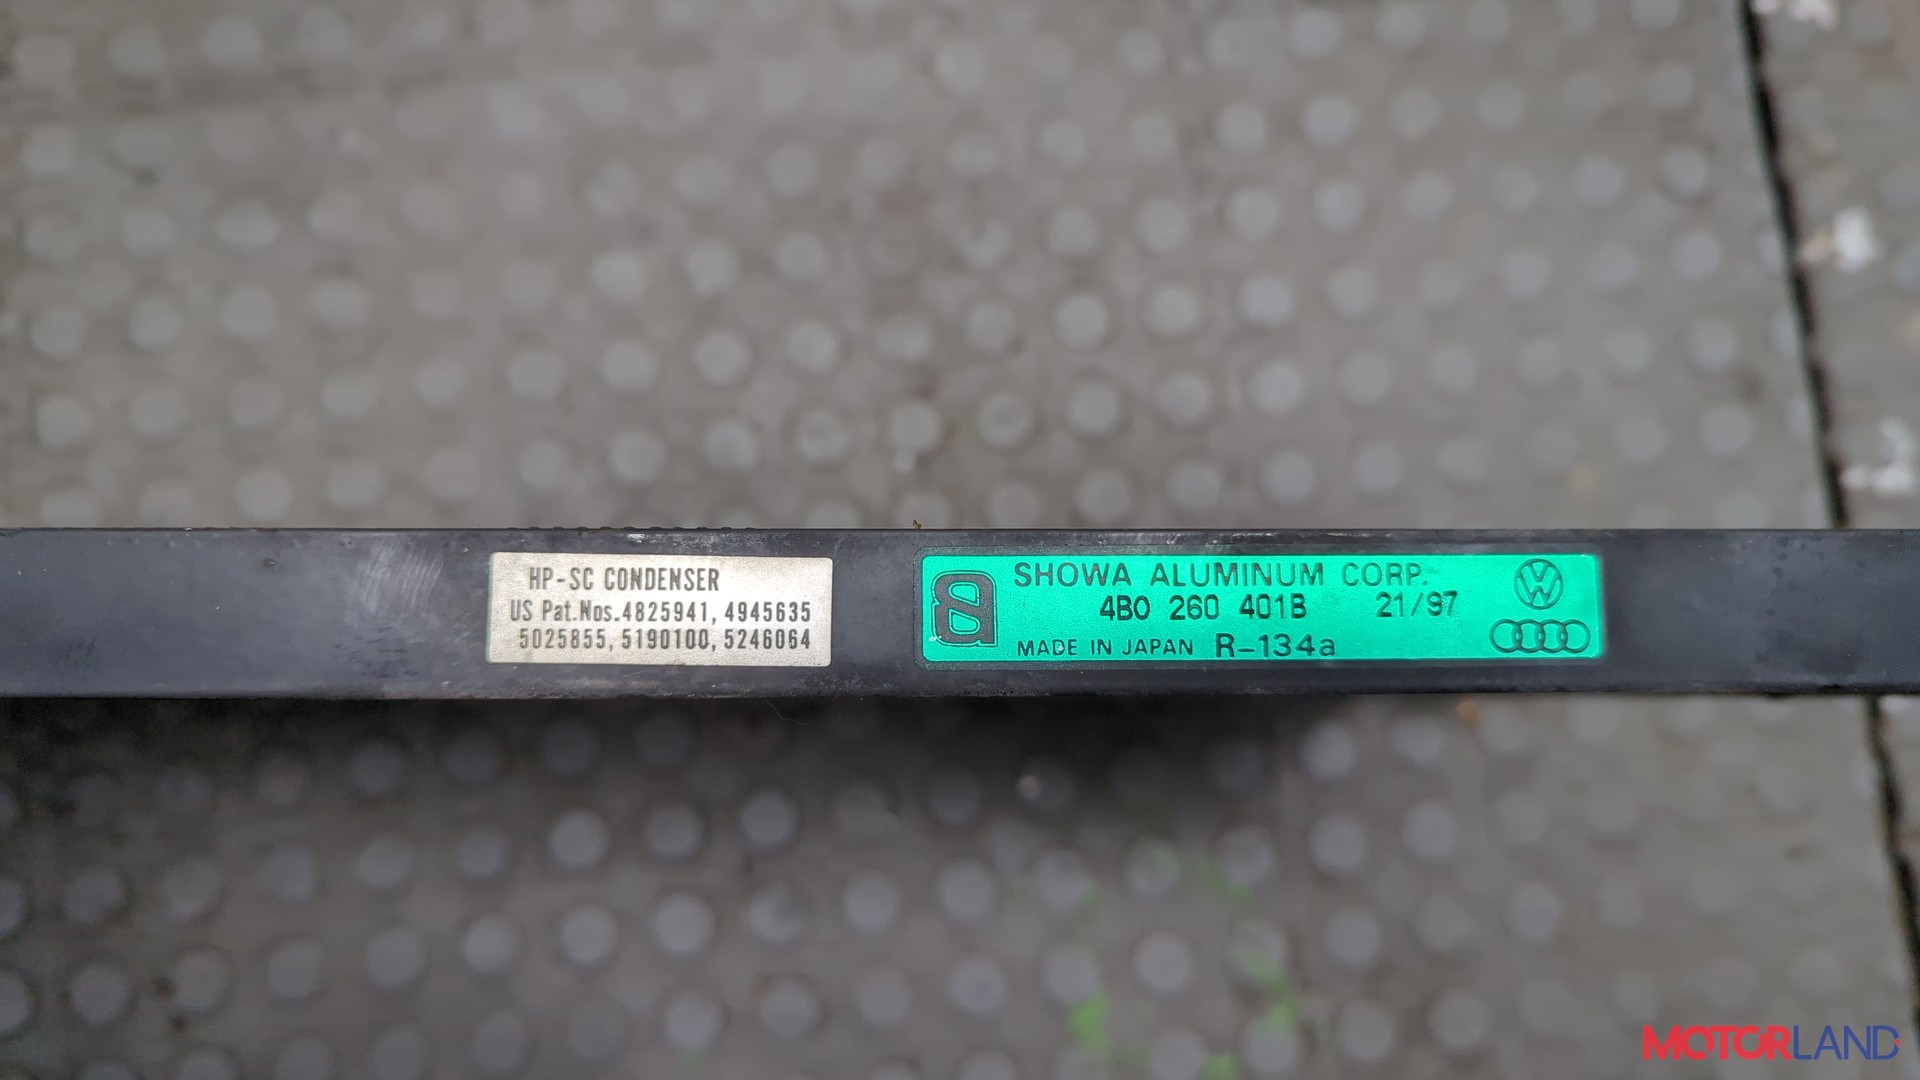 HP-SC CONDENSER
US Pat.Nos.4825941, 4945635
5025855, 5190100, 5246064
SHOWA ALUMINUM CORP.
4B0 260 401B 21/97
MADE IN JAPAN R-134a
MOTORLAND